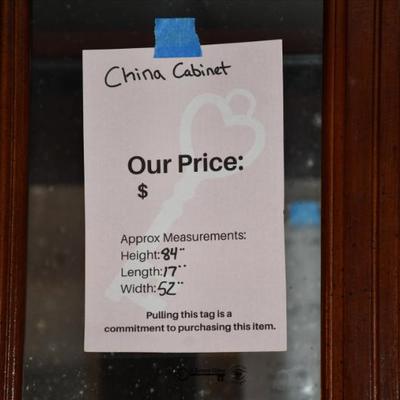 China Cabinet
Our Price:
$
Approx Measurements:
Height: 84"
Length: 17"
Width: 52"
Pulling this tag is a
commitment to purchasing this item.